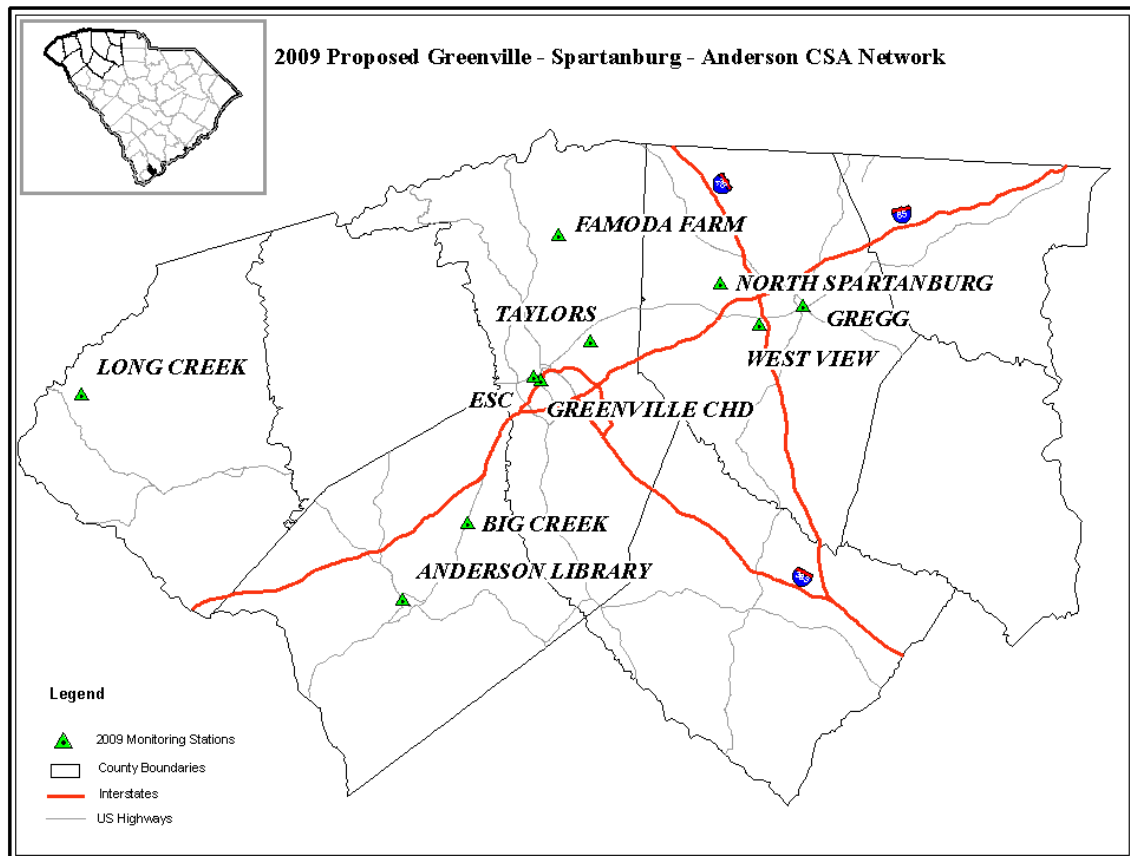 2009 Proposed Greenville - Spartanburg - Anderson CSA Network
85
FAMODA FARM
NORTH SPARTANBURG
TAYLORS
GREGG
WEST VIEW
LONG CREEK
ESC
GREENVILLE CHD
BIG CREEK
ANDERSON LIBRARY
Legend
2009 Monitoring Stations
County Boundaries
Interstates
US Highways